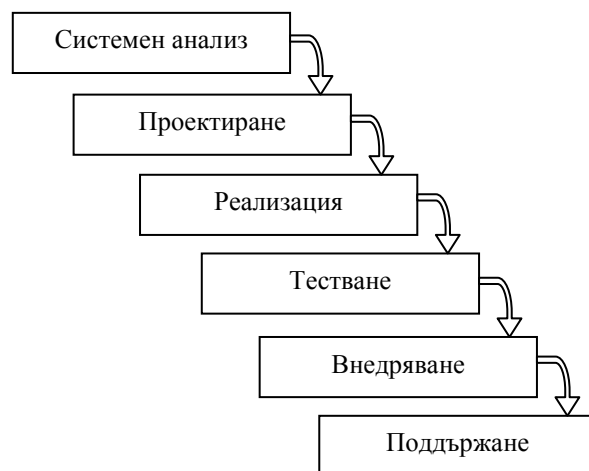 Системен анализ
Проектиране
Реализация
Тестване
Внедряване
Поддържане